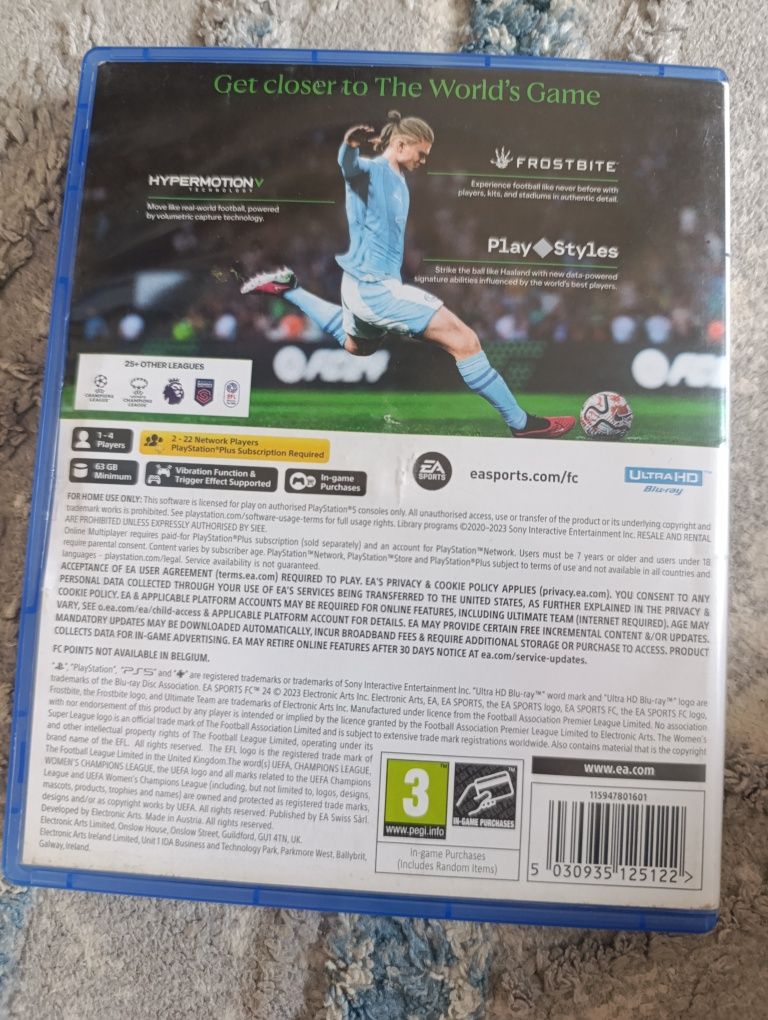 Get closer to The World's Game
HYPERMOTIONV
TECHNOLOGY
Move like real-world football, powered
by volumetric capture technology.
FROSTBITE
Experience football like never before with
players, kits, and stadiums in authentic detail.
Play Styles
Strike the ball like Haaland with new data-powered
signature abilities influenced by the world's best players.
25+ OTHER LEAGUES
CHAMPIONS
LEAGUE
CHAMPIONS
LEAGUE
EFL
1 - 4
Players
2 - 22 Network Players
PlayStation®Plus Subscription Required
63 GB
Minimum
Vibration Function &
Trigger Effect Supported
In-game
Purchases
EA
SPORTS
easports.com/fc
ULTRA HD
Blu-ray
FOR HOME USE ONLY: This software is licensed for play on authorised PlayStation®5 consoles only. All unauthorised access, use or transfer of the product or its underlying copyright and
trademark works is prohibited. See playstation.com/software-usage-terms for full usage rights. Library programs ©2020-2023 Sony Interactive Entertainment Inc. RESALE AND RENTAL
ARE PROHIBITED UNLESS EXPRESSLY AUTHORISED BY SIEE.
Online Multiplayer requires paid-for PlayStation®Plus subscription (sold separately) and an account for PlayStation™Network. Users must be 7 years or older and users under 18
require parental consent. Content varies by subscriber age. PlayStation™Network, PlayStation™Store and PlayStation®Plus subject to terms of use and not available in all countries and
languages – playstation.com/legal. Service availability is not guaranteed.
ACCEPTANCE OF EA USER AGREEMENT (terms.ea.com) REQUIRED TO PLAY. EA'S PRIVACY & COOKIE POLICY APPLIES (privacy.ea.com). YOU CONSENT TO ANY
PERSONAL DATA COLLECTED THROUGH YOUR USE OF EA'S SERVICES BEING TRANSFERRED TO THE UNITED STATES, AS FURTHER EXPLAINED IN THE PRIVACY &
COOKIE POLICY. EA & APPLICABLE PLATFORM ACCOUNTS MAY BE REQUIRED FOR ONLINE FEATURES, INCLUDING ULTIMATE TEAM (INTERNET REQUIRED). AGE MAY
VARY, SEE o.ea.com/ea/child-access & APPLICABLE PLATFORM ACCOUNT FOR DETAILS. EA MAY PROVIDE CERTAIN FREE INCREMENTAL CONTENT &/OR UPDATES.
MANDATORY UPDATES MAY BE DOWNLOADED AUTOMATICALLY, INCUR BROADBAND FEES & REQUIRE ADDITIONAL STORAGE OR PURCHASE TO ACCESS. PRODUCT
COLLECTS DATA FOR IN-GAME ADVERTISING. EA MAY RETIRE ONLINE FEATURES AFTER 30 DAYS NOTICE AT ea.com/service-updates.
FC POINTS NOT AVAILABLE IN BELGIUM.
"PlayStation", "PS5" and are registered trademarks or trademarks of Sony Interactive Entertainment Inc. "Ultra HD Blu-ray™" word mark and "Ultra HD Blu-ray™" logo are
trademarks of the Blu-ray Disc Association. EA SPORTS FC™ 24 © 2023 Electronic Arts Inc. Electronic Arts, EA, EA SPORTS, the EA SPORTS logo, EA SPORTS FC, the EA SPORTS FC logo,
Frostbite, the Frostbite logo, and Ultimate Team are trademarks of Electronic Arts Inc. Manufactured under licence from the Football Association Premier League Limited. No association
with nor endorsement of this product by any player is intended or implied by the licence granted by the Football Association Premier League Limited to Electronic Arts. The Women's
Super League logo is an official trade mark of The Football Association Limited and is subject to extensive trade mark registrations worldwide. Also contains material that is the copyright
and other intellectual property rights of The Football League Limited, operating under its
brand name of the EFL. All rights reserved. The EFL logo is the registered trade mark of
The Football League Limited in the United Kingdom.The word(s) UEFA, CHAMPIONS LEAGUE,
WOMEN'S CHAMPIONS LEAGUE, the UEFA logo and all marks related to the UEFA Champions
League and UEFA Women's Champions League (including, but not limited to, logos, designs,
mascots, products, trophies and names) are owned and protected as registered trade marks,
designs and/or as copyright works by UEFA. All rights reserved. Published by EA Swiss Sàrl.
Developed by Electronic Arts. Made in Austria. All rights reserved.
Electronic Arts Limited, Onslow House, Onslow Street, Guildford, GU1 4TN, UK.
Electronic Arts Ireland Limited, Unit 1 IDA Business and Technology Park, Parkmore West, Ballybrit,
Galway, Ireland.
3
www.pegi.info
IN-GAME PURCHASES
In-game Purchases
(Includes Random Items)
www.ea.com
115947801601
5 030935 125122 >